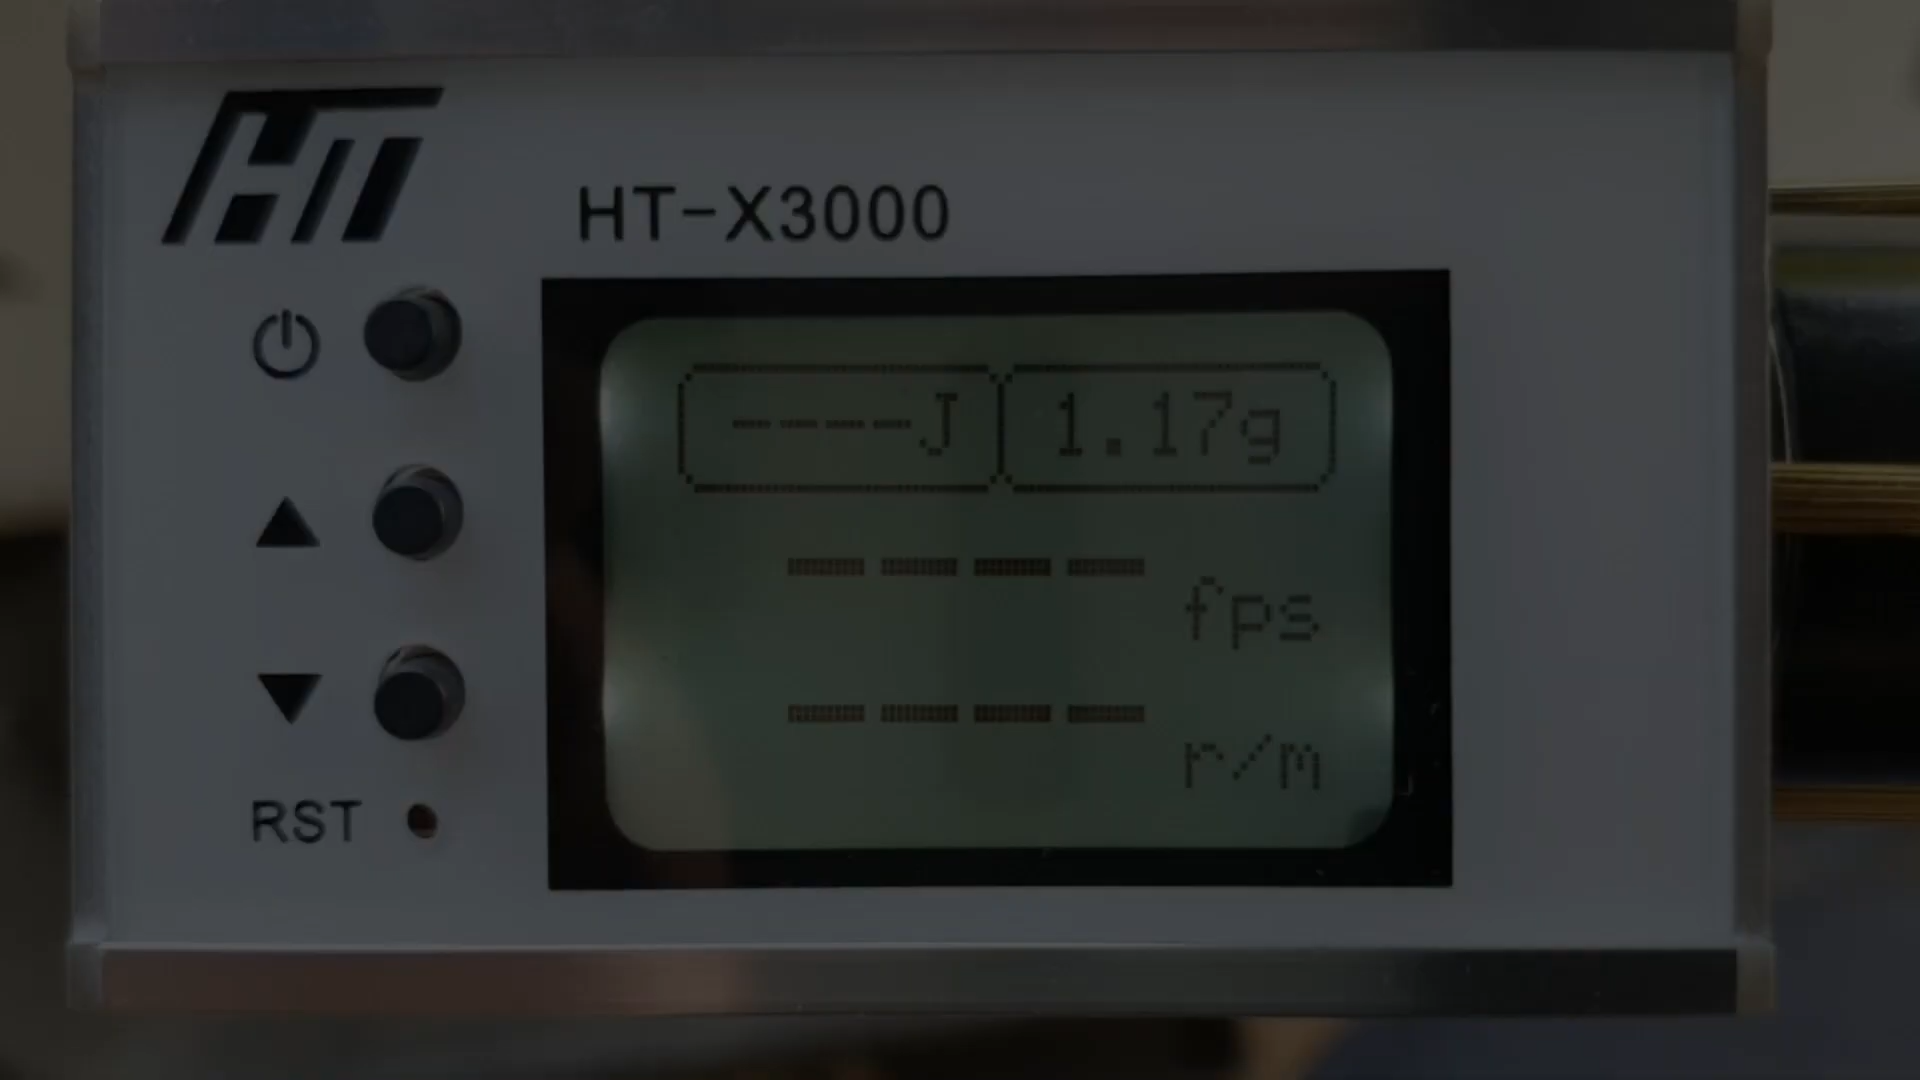 HT
HT-X3000
----J 1.17g
---- fps
---- r/m
RST